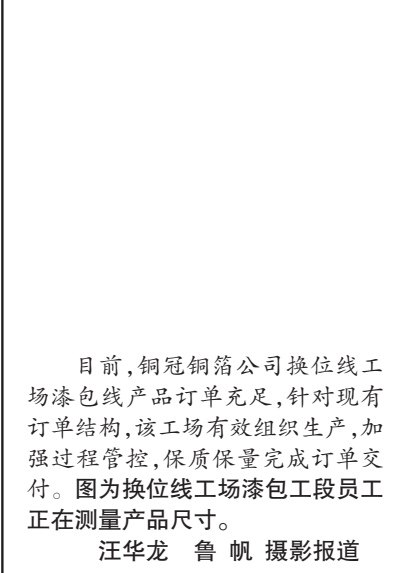 目前,铜冠铜箔公司换位线工
场漆包线产品订单充足,针对现有
订单结构,该工场有效组织生产,加
强过程管控,保质保量完成订单交
付。图为换位线工场漆包工段员工
正在测量产品尺寸。
汪华龙 鲁 帆 摄影报道